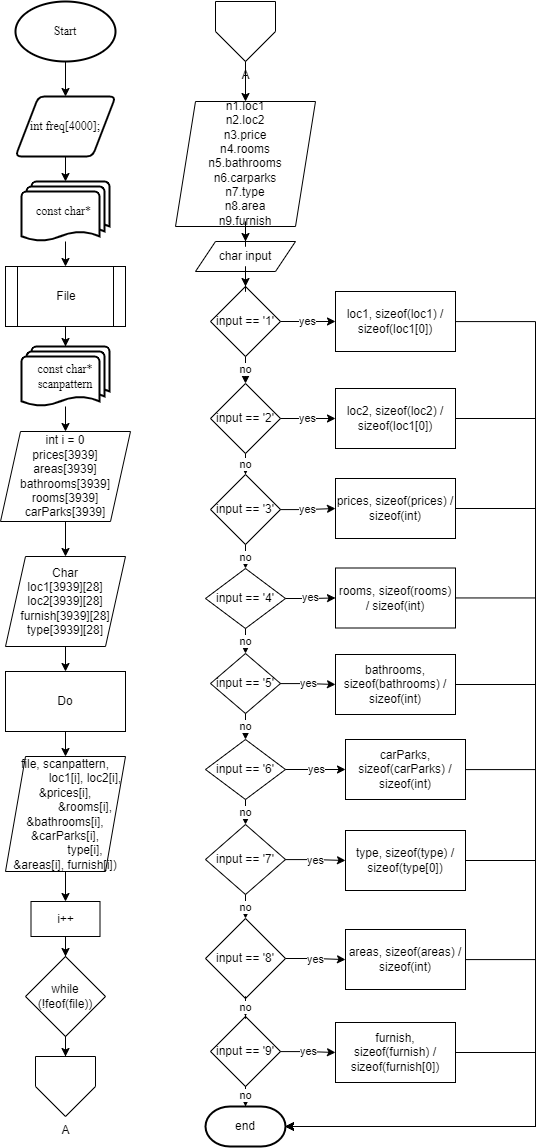 Start
int freq[4000];
const char*
File
const char*
scanpattern
int i = 0
prices[3939]
areas[3939]
bathrooms[3939]
rooms[3939]
carParks[3939]
Char
loc1[3939][28]
loc2[3939][28]
furnish[3939][28]
type[3939][28]
Do
file, scanpattern,
loc1[i], loc2[i],
&prices[i],
&rooms[i],
&bathrooms[i],
&carParks[i],
type[i],
&areas[i], furnish[i])
i++
while
(!feof(file))
A
A
n1.loc1
n2.loc2
n3.price
n4.rooms
n5.bathrooms
n6.carparks
n7.type
n8.area
n9.furnish
char input
input == '1'
yes
loc1, sizeof(loc1) /
sizeof(loc1[0])
no
input == '2'
yes
loc2, sizeof(loc2) /
sizeof(loc1[0])
no
input == '3'
yes
prices, sizeof(prices) /
sizeof(int)
no
input == '4'
yes
rooms, sizeof(rooms)
/ sizeof(int)
no
input == '5'
yes
bathrooms,
sizeof(bathrooms) /
sizeof(int)
no
input == '6'
yes
carParks,
sizeof(carParks) /
sizeof(int)
no
input == '7'
yes
type, sizeof(type) /
sizeof(type[0])
no
input == '8'
yes
areas, sizeof(areas) /
sizeof(int)
no
input == '9'
yes
furnish,
sizeof(furnish) /
sizeof(furnish[0])
no
end